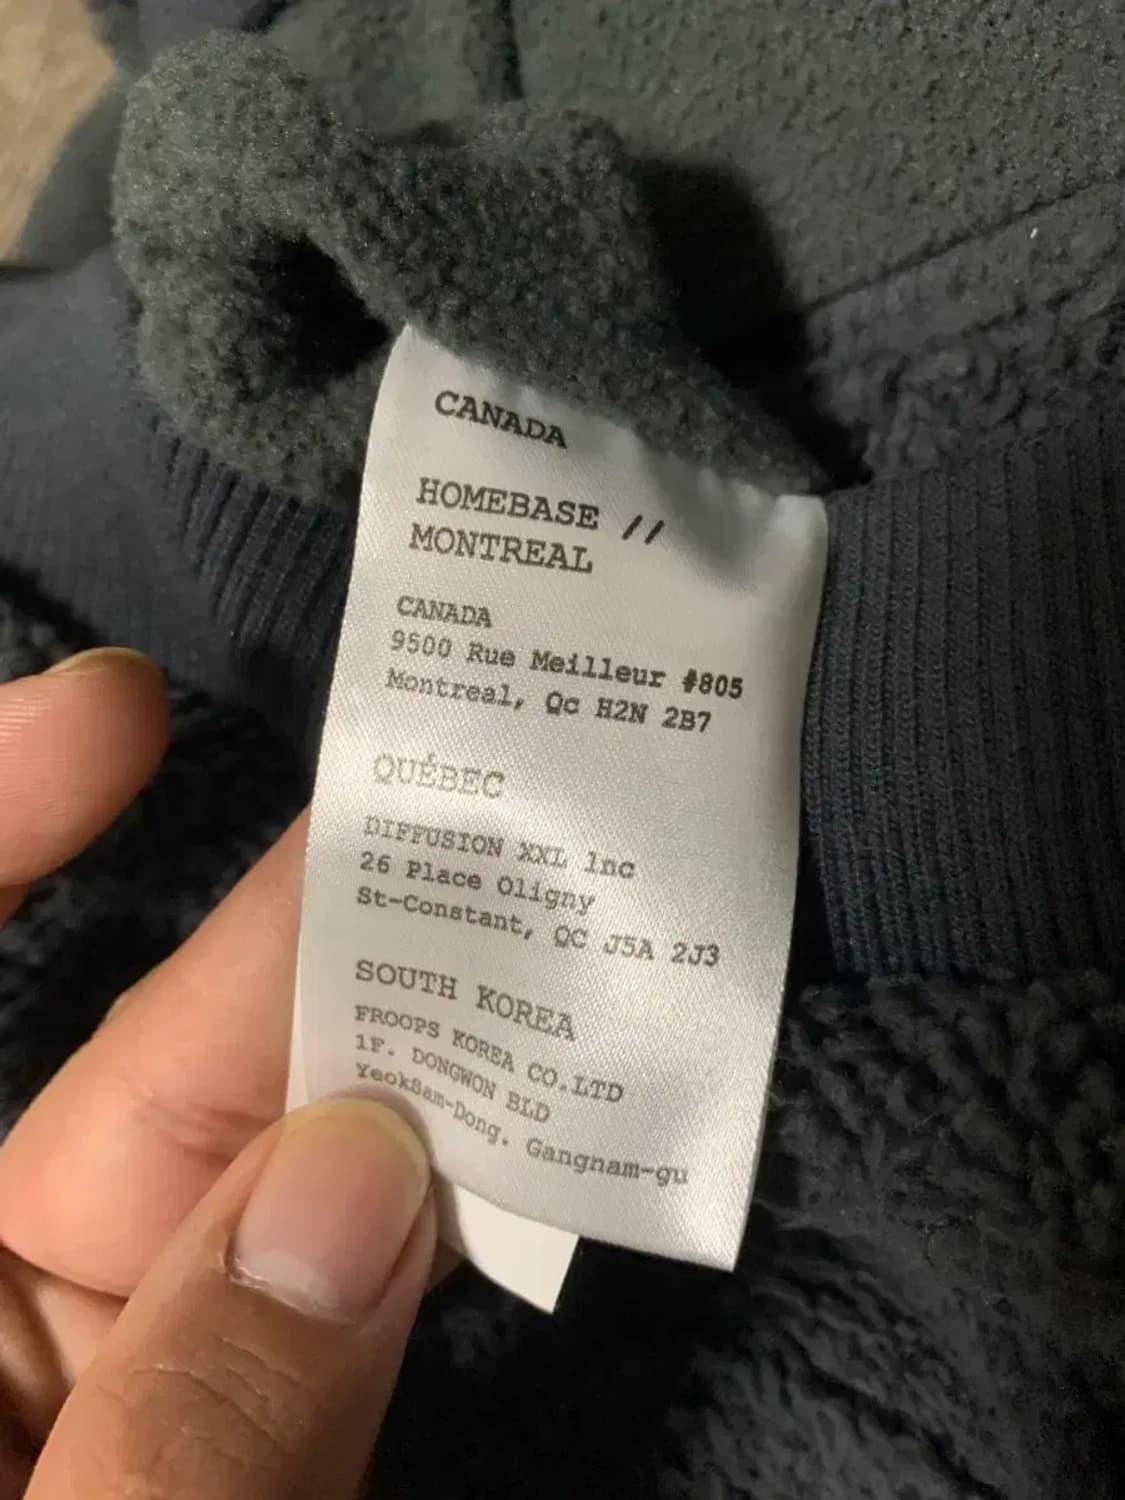 CANADA
HOMEBASE //
MONTREAL
CANADA
9500 Rue Meilleur #805
Montreal, Qc H2N 2B7
QUÉBEC
DIFFUSION XXL lnc
26 Place Oligny
St-Constant, QC J5A 2J3
SOUTH KOREA
FROOPS KOREA CO.LTD
1F. DONGWON BLD
YeokSam-Dong. Gangnam-gu